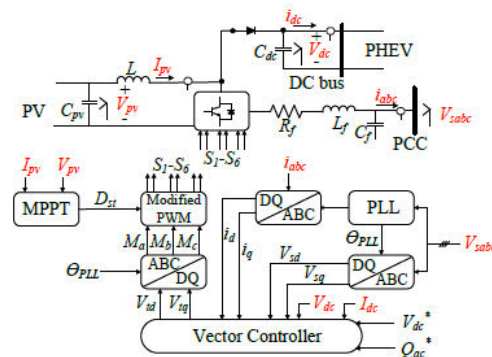 i_dc
L
I_pv
C_dc
V_dc
+
-
PHEV
DC bus
PV
C_pv
+
V_pv
-
R_f
L_f
i_abc
C_f
V_sabc
PCC
S_1-S_6
S_1-S_6
I_pv
V_pv
i_abc
MPPT
D_st
Modified
PWM
DQ
ABC
PLL
M_a
M_b
M_c
i_d
i_q
Θ_PLL
V_sabc
Θ_PLL
ABC
DQ
V_sd
V_sq
DQ
ABC
V_td
V_tq
V_dc
I_dc
V_dc*
Vector Controller
Q_ac*